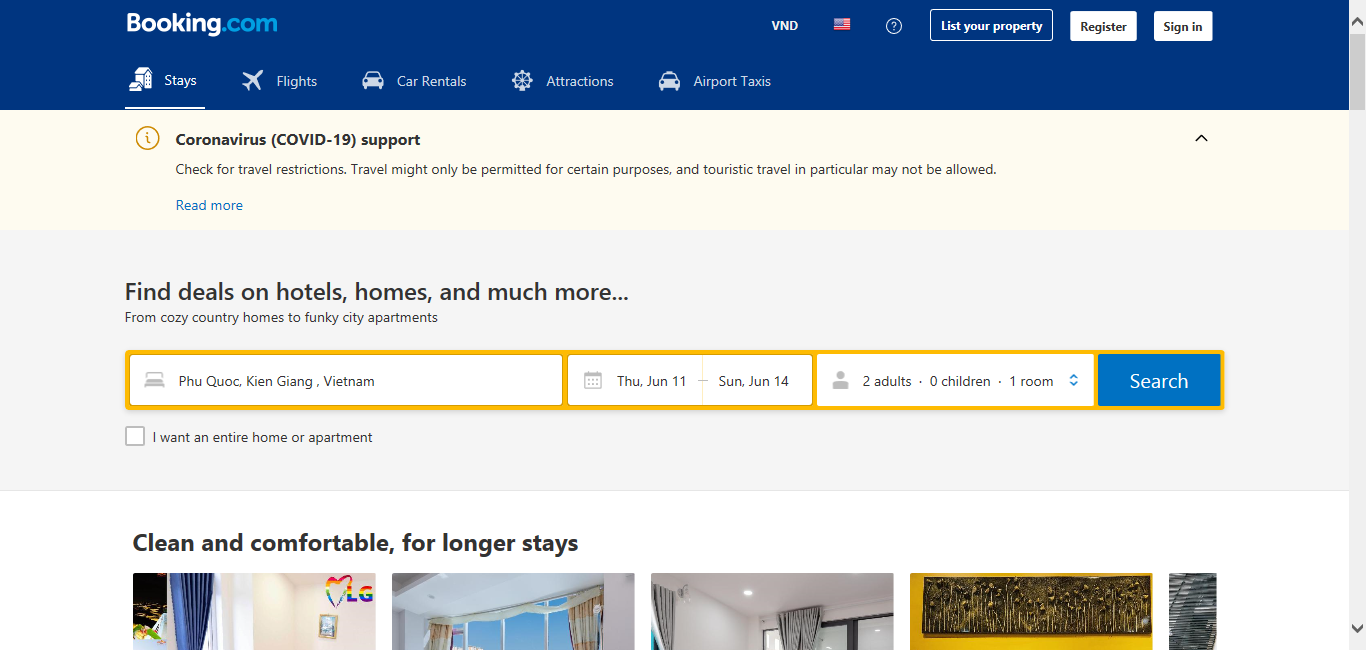 Booking.com
VND
List your property
Register
Sign in
Stays
Flights
Car Rentals
Attractions
Airport Taxis
Coronavirus (COVID-19) support
Check for travel restrictions. Travel might only be permitted for certain purposes, and touristic travel in particular may not be allowed.
Read more
Find deals on hotels, homes, and much more...
From cozy country homes to funky city apartments
Phu Quoc, Kien Giang , Vietnam
Thu, Jun 11 — Sun, Jun 14
2 adults · 0 children · 1 room
Search
I want an entire home or apartment
Clean and comfortable, for longer stays
LG